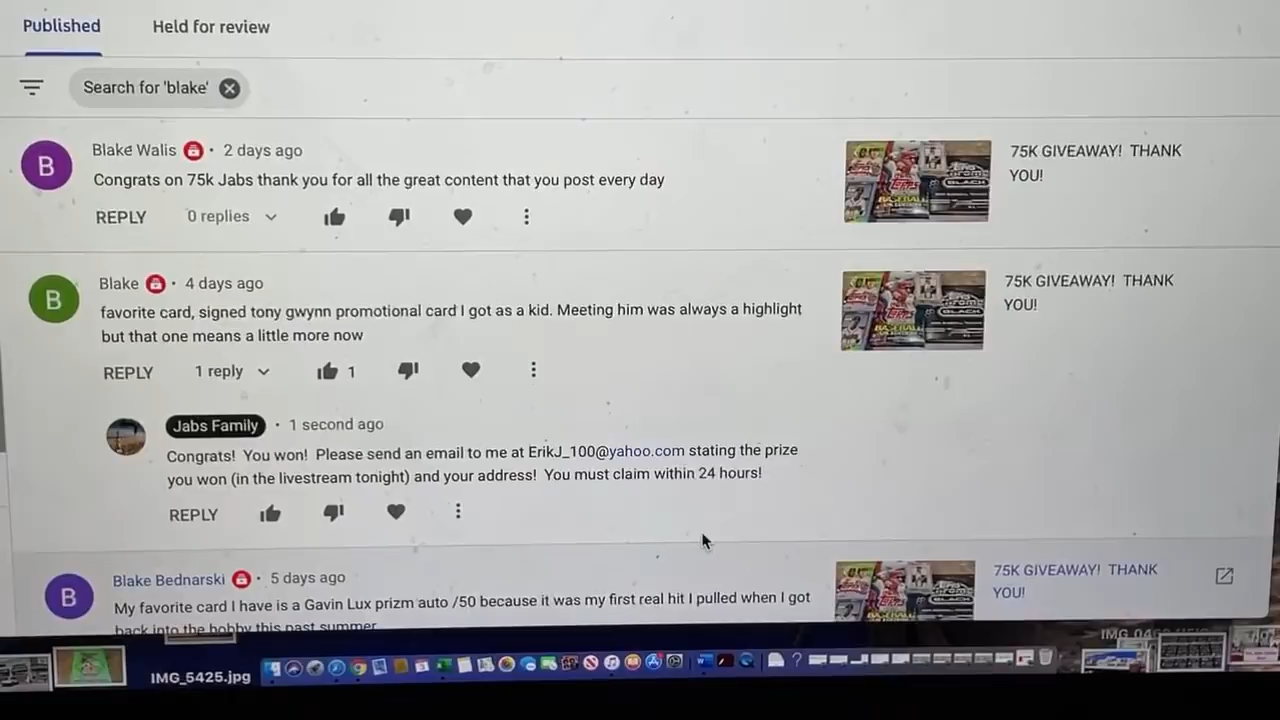 Published
Held for review
Search for 'blake'
B
Blake Walis · 2 days ago
Congrats on 75k Jabs thank you for all the great content that you post every day
REPLY 0 replies
75K GIVEAWAY! THANK
YOU!
B
Blake · 4 days ago
favorite card, signed tony gwynn promotional card I got as a kid. Meeting him was always a highlight
but that one means a little more now
REPLY 1 reply 1
75K GIVEAWAY! THANK
YOU!
Jabs Family · 1 second ago
Congrats! You won! Please send an email to me at ErikJ_100@yahoo.com stating the prize
you won (in the livestream tonight) and your address! You must claim within 24 hours!
REPLY
B
Blake Bednarski · 5 days ago
My favorite card I have is a Gavin Lux prizm auto /50 because it was my first real hit I pulled when I got
back into the hobby this past summer
75K GIVEAWAY! THANK
YOU!
IMG_5425.jpg